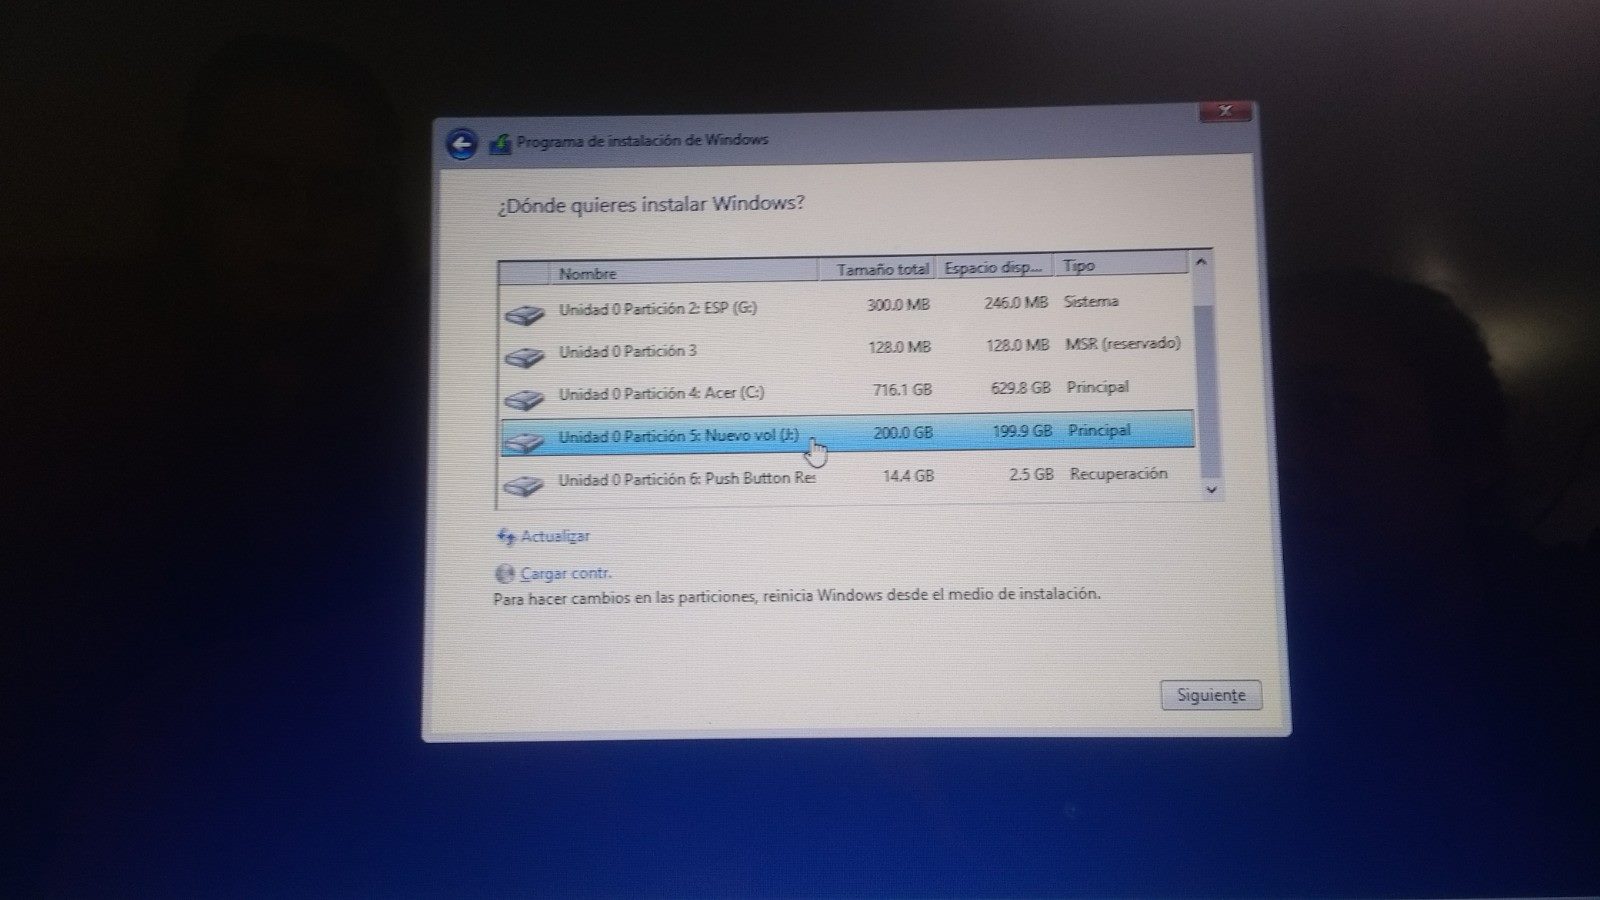 Programa de instalación de Windows
¿Dónde quieres instalar Windows?
Nombre Tamaño total Espacio disp... Tipo
Unidad 0 Partición 2: ESP (G:) 300.0 MB 246.0 MB Sistema
Unidad 0 Partición 3 128.0 MB 128.0 MB MSR (reservado)
Unidad 0 Partición 4: Acer (C:) 716.1 GB 629.8 GB Principal
Unidad 0 Partición 5: Nuevo vol (J:) 200.0 GB 199.9 GB Principal
Unidad 0 Partición 6: Push Button Res 14.4 GB 2.5 GB Recuperación
Actualizar
Cargar contr.
Para hacer cambios en las particiones, reinicia Windows desde el medio de instalación.
Siguiente